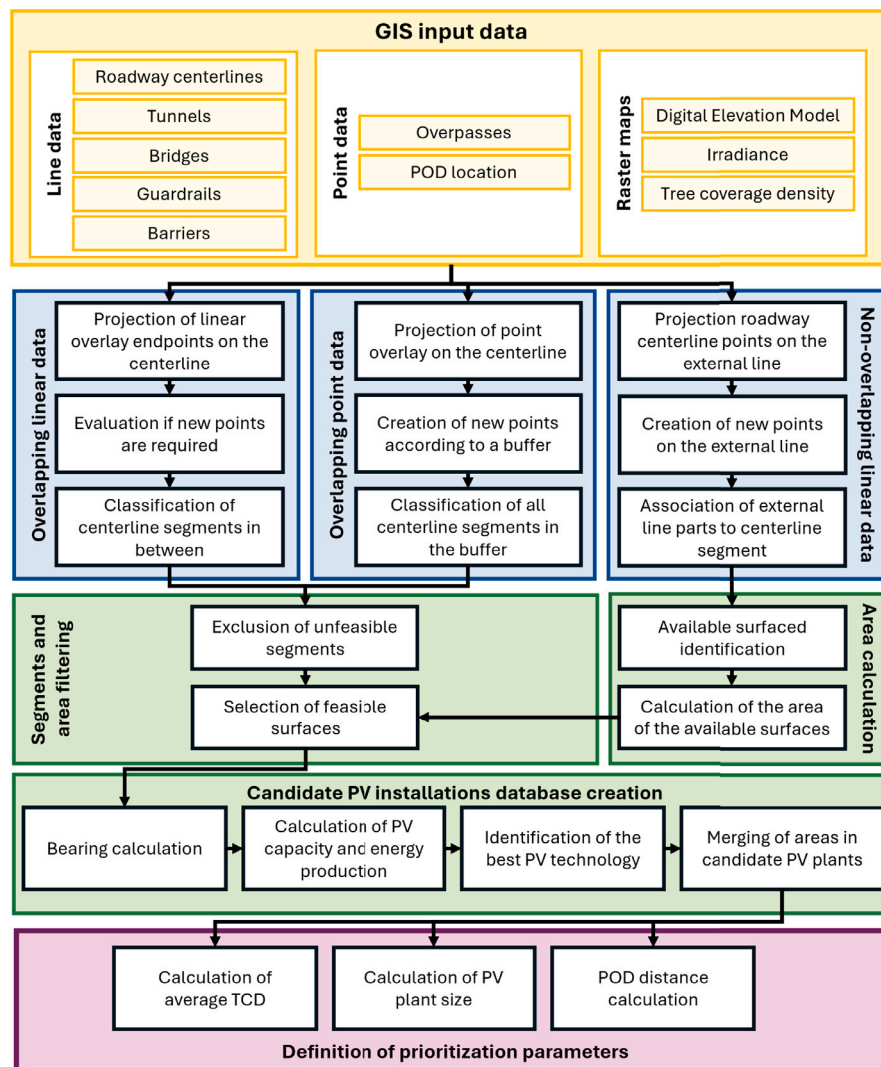 GIS input data
Line data
Roadway centerlines
Tunnels
Bridges
Guardrails
Barriers
Point data
Overpasses
POD location
Raster maps
Digital Elevation Model
Irradiance
Tree coverage density
Overlapping linear data
Projection of linear
overlay endpoints on the
centerline
Evaluation if new points
are required
Classification of
centerline segments in
between
Overlapping point data
Projection of point
overlay on the centerline
Creation of new points
according to a buffer
Classification of all
centerline segments in
the buffer
Projection roadway
centerline points on the
external line
Creation of new points
on the external line
Association of external
line parts to centerline
segment
Non-overlapping linear data
Segments and
area filtering
Exclusion of unfeasible
segments
Selection of feasible
surfaces
Available surfaced
identification
Calculation of the area
of the available surfaces
Area calculation
Candidate PV installations database creation
Bearing calculation
Calculation of PV
capacity and energy
production
Identification of the
best PV technology
Merging of areas in
candidate PV plants
Calculation of
average TCD
Calculation of PV
plant size
POD distance
calculation
Definition of prioritization parameters